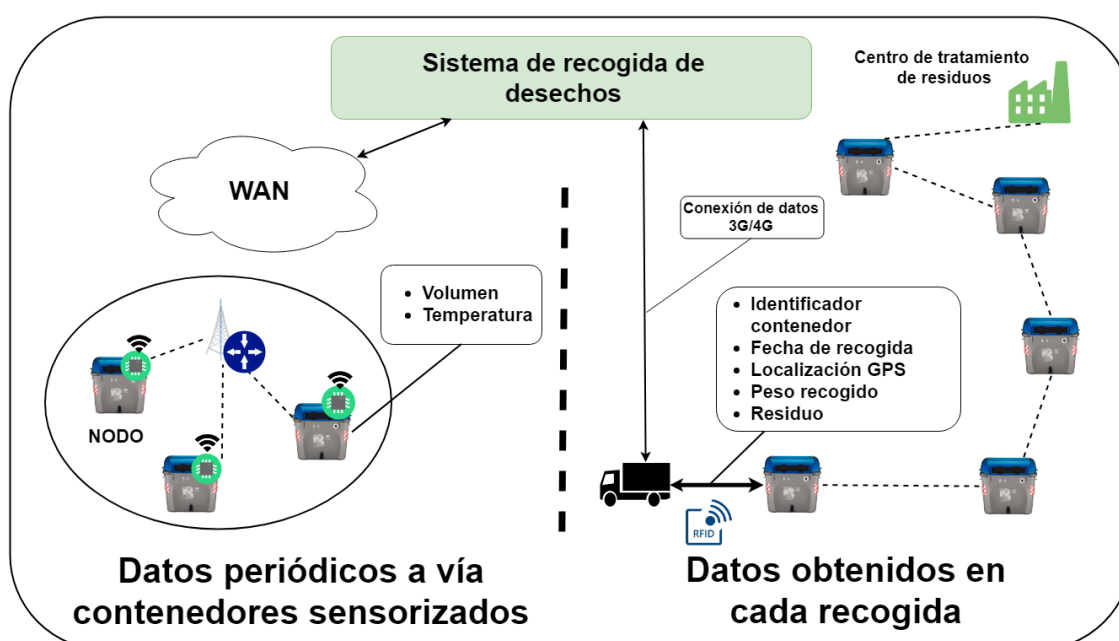 Sistema de recogida de
desechos
Centro de tratamiento
de residuos
WAN
Conexión de datos
3G/4G
• Volumen
• Temperatura
• Identificador
contenedor
• Fecha de recogida
• Localización GPS
• Peso recogido
• Residuo
NODO
RFID
Datos periódicos a vía
contenedores sensorizados
Datos obtenidos en
cada recogida